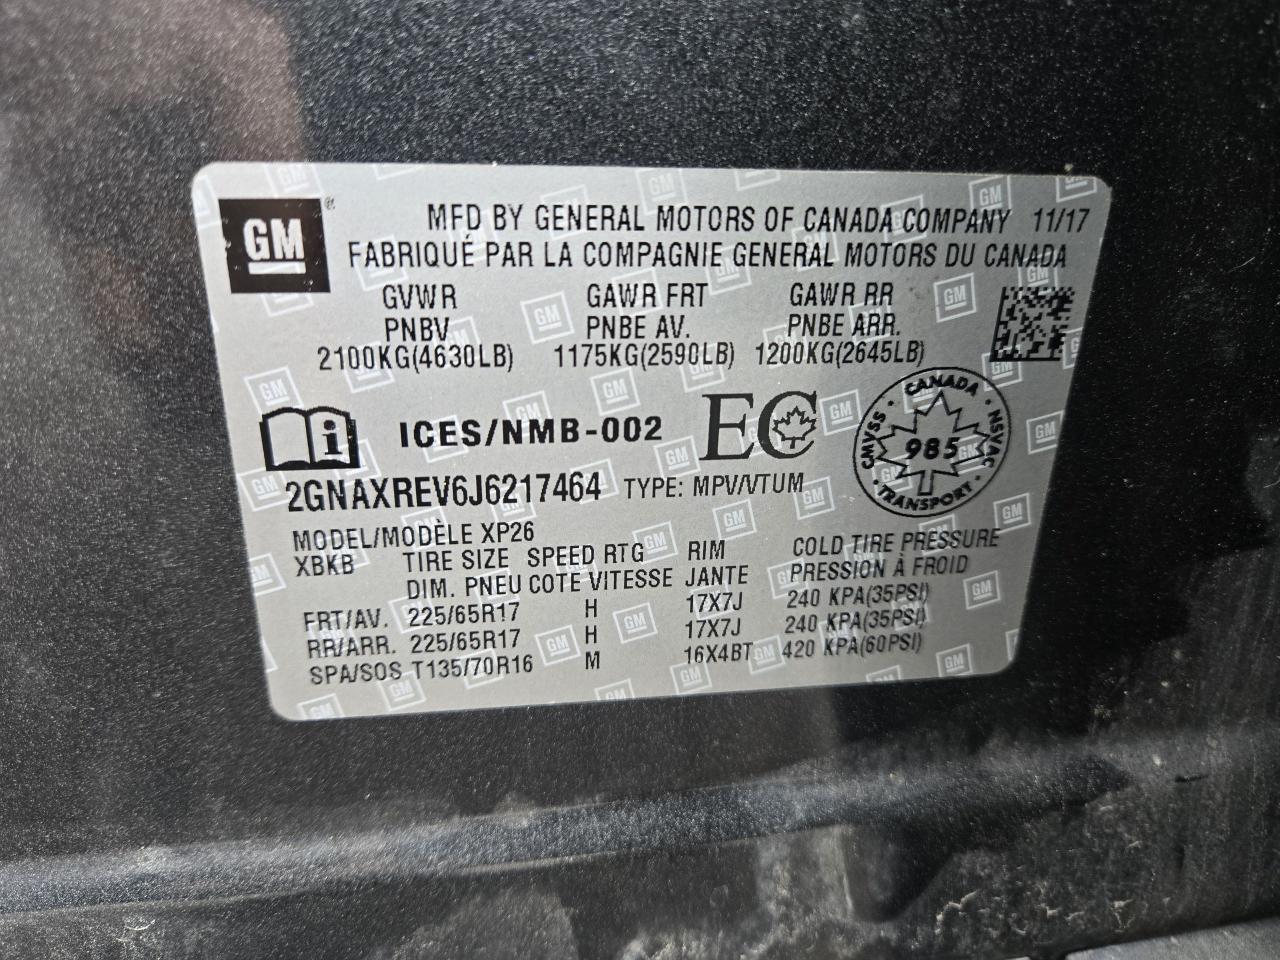 GM ®
MFD BY GENERAL MOTORS OF CANADA COMPANY 11/17
FABRIQUÉ PAR LA COMPAGNIE GENERAL MOTORS DU CANADA
GVWR GAWR FRT GAWR RR
PNBV PNBE AV. PNBE ARR.
2100KG(4630LB) 1175KG(2590LB) 1200KG(2645LB)
i ICES/NMB-002 EC
CANADA
CMVSS 985 NSVAC
TRANSPORT
2GNAXREV6J6217464 TYPE: MPV/VTUM
MODEL/MODÈLE XP26
XBKB TIRE SIZE SPEED RTG RIM COLD TIRE PRESSURE
DIM. PNEU COTE VITESSE JANTE PRESSION À FROID
FRT/AV. 225/65R17 H 17X7J 240 KPA(35PSI)
RR/ARR. 225/65R17 H 17X7J 240 KPA(35PSI)
SPA/SOS T135/70R16 M 16X4BT 420 KPA(60PSI)